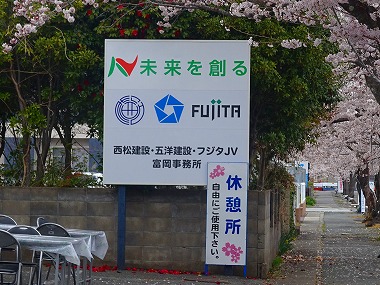 未来を創る
FUJITA
西松建設・五洋建設・フジタJV
富岡事務所
休憩所
自由にご使用下さい。